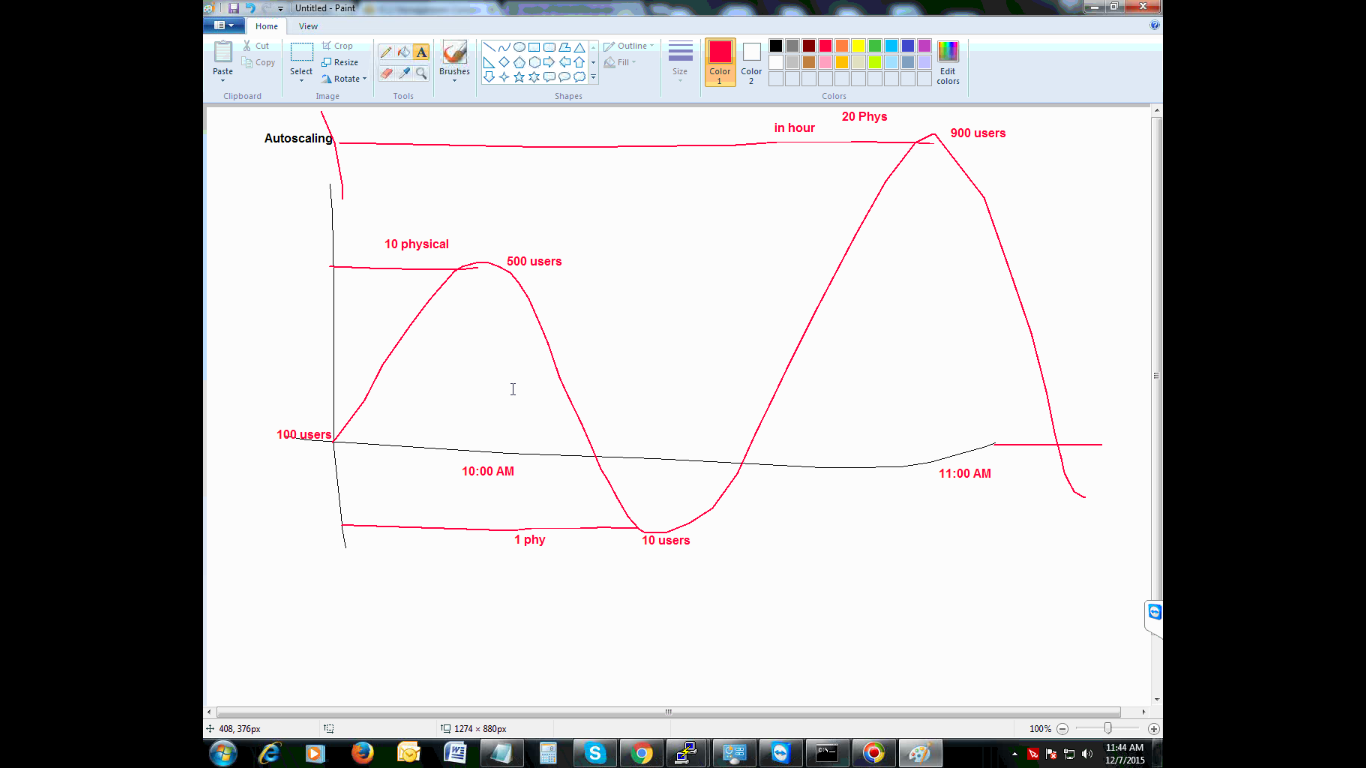 Untitled - Paint
Home
View
Paste
Cut
Copy
Clipboard
Select
Crop
Resize
Rotate
Image
A
Tools
Brushes
Outline
Fill
Shapes
Size
Color
1
Color
2
Edit
colors
Colors
Autoscaling
in hour
20 Phys
900 users
10 physical
500 users
100 users
10:00 AM
11:00 AM
1 phy
10 users
408, 376px
1274 × 880px
100%
11:44 AM
12/7/2015